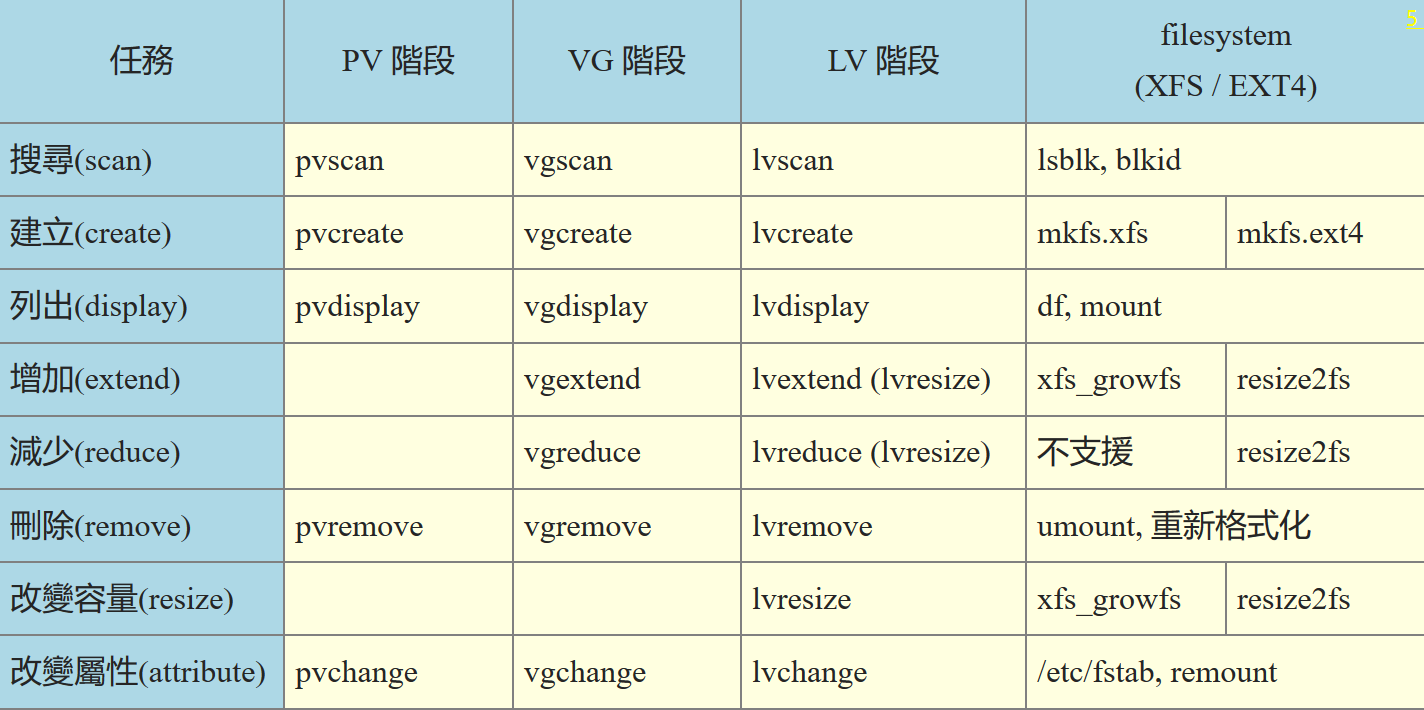 5
任務 PV 階段 VG 階段 LV 階段 filesystem
(XFS / EXT4)
搜尋(scan) pvscan vgscan lvscan lsblk, blkid
建立(create) pvcreate vgcreate lvcreate mkfs.xfs mkfs.ext4
列出(display) pvdisplay vgdisplay lvdisplay df, mount
增加(extend) vgextend lvextend (lvresize) xfs_growfs resize2fs
減少(reduce) vgreduce lvreduce (lvresize) 不支援 resize2fs
刪除(remove) pvremove vgremove lvremove umount, 重新格式化
改變容量(resize) lvresize xfs_growfs resize2fs
改變屬性(attribute) pvchange vgchange lvchange /etc/fstab, remount